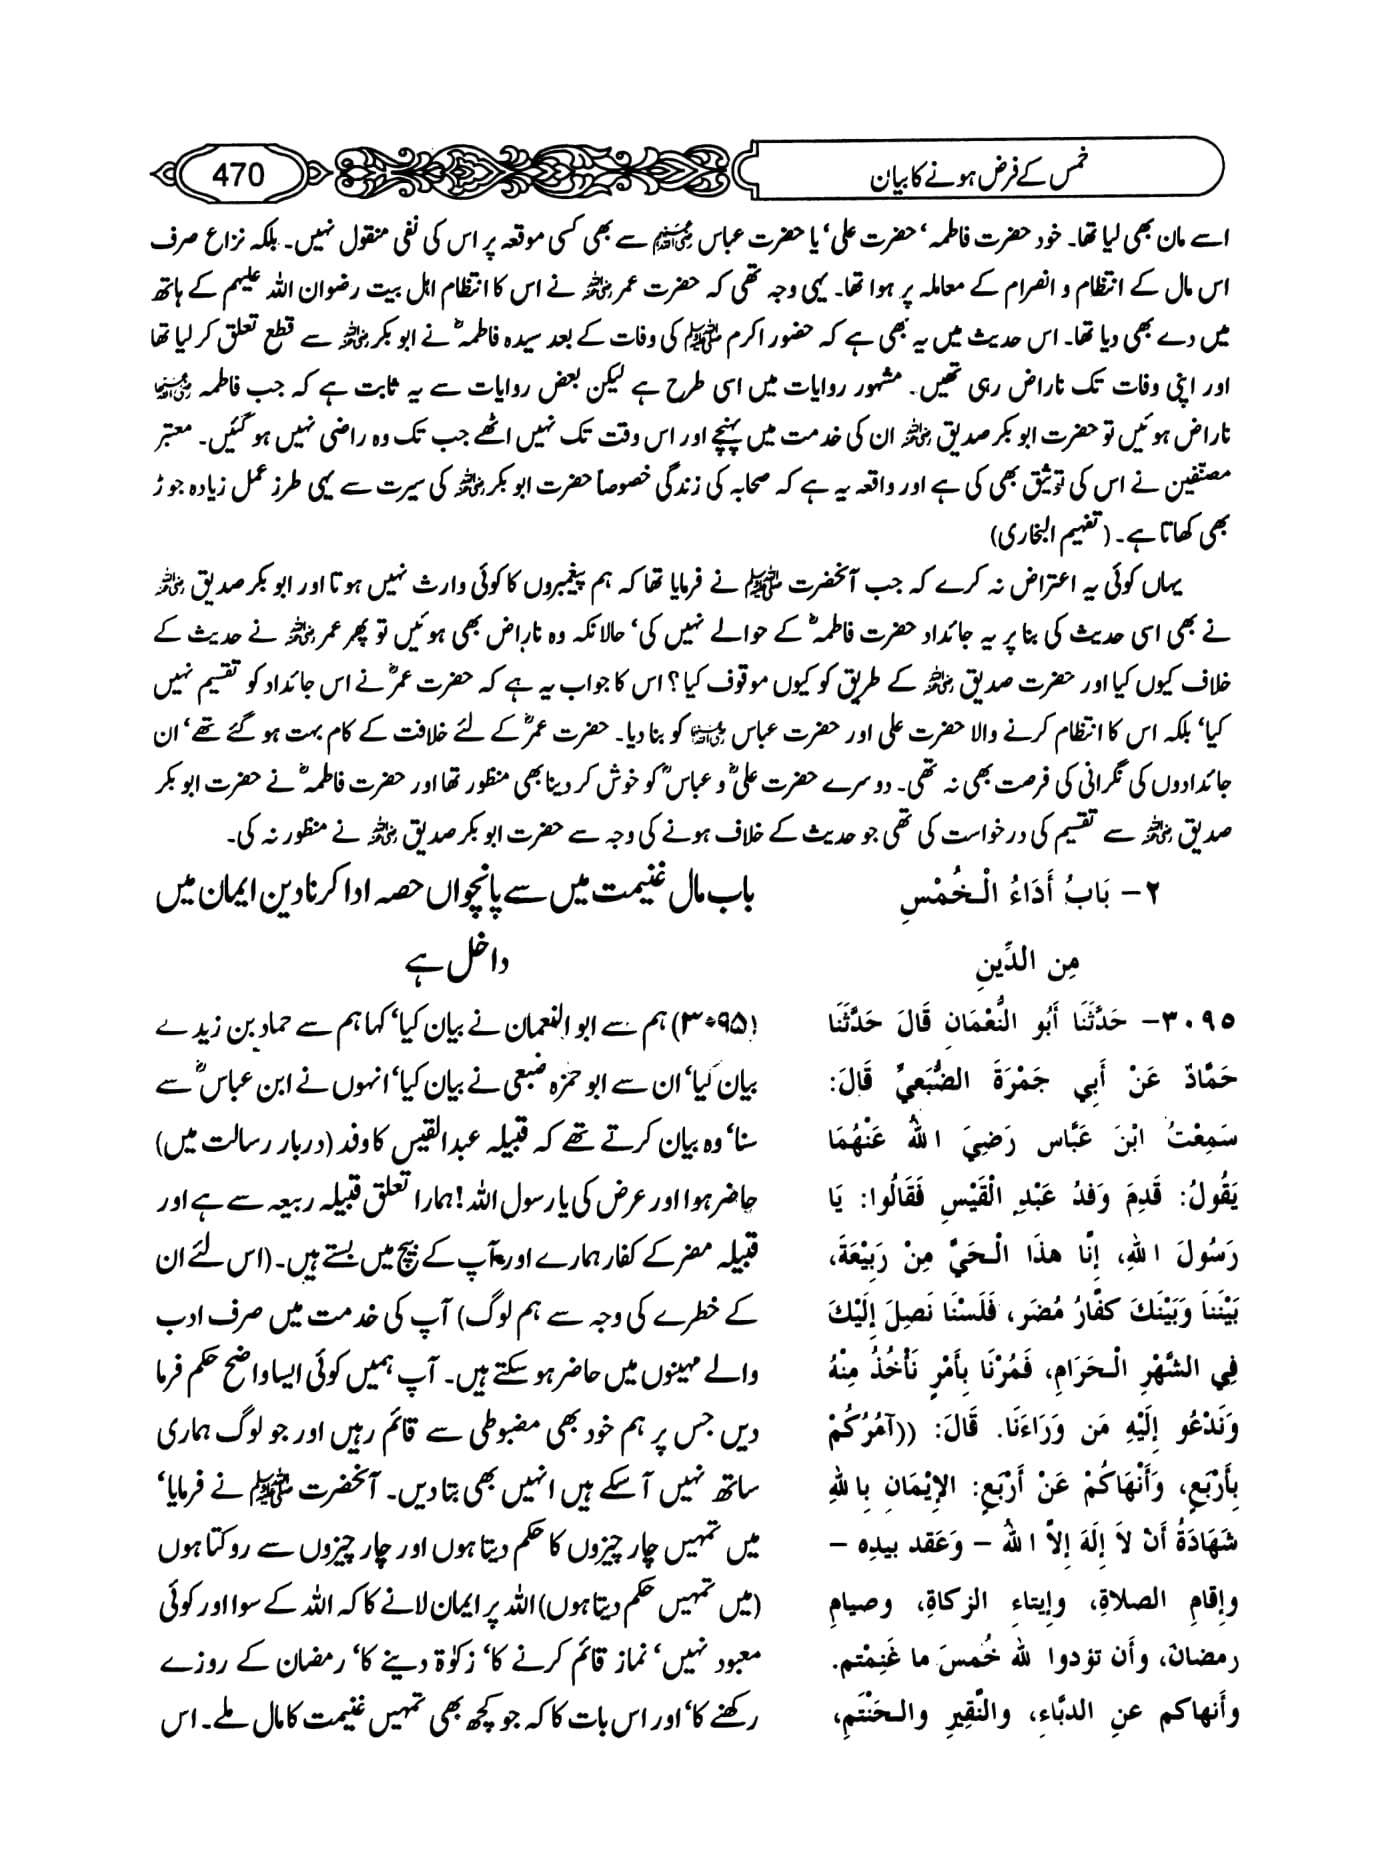 خمس کے فرض ہونے کا بیان
470
اسے مان بھی لیا تھا۔ خود حضرت فاطمہ‘ حضرت علی‘ یا حضرت عباس رضی اللہ عنہم سے بھی کسی موقعہ پر اس کی نفی منقول نہیں۔ بلکہ نزاع صرف
اس مال کے انتظام و انصرام کے معاملہ پر ہوا تھا۔ یہی وجہ تھی کہ حضرت عمر رضی اللہ عنہ نے اس کا انتظام اہل بیت رضوان اللہ علیہم کے ہاتھ
میں دے بھی دیا تھا۔ اس حدیث میں یہ بھی ہے کہ حضور اکرم ﷺ کی وفات کے بعد سیدہ فاطمہؓ نے ابوبکر رضی اللہ عنہ سے قطع تعلق کر لیا تھا
اور اپنی وفات تک ناراض رہی تھیں۔ مشہور روایات میں اسی طرح ہے لیکن بعض روایات سے یہ ثابت ہے کہ جب فاطمہ رضی اللہ عنہا
ناراض ہوئیں تو حضرت ابوبکر صدیق رضی اللہ عنہ ان کی خدمت میں پہنچے اور اس وقت تک نہیں اٹھے جب تک وہ راضی نہیں ہو گئیں۔ معتبر
مصنفین نے اس کی توثیق بھی کی ہے اور واقعہ یہ ہے کہ صحابہ کی زندگی خصوصاً حضرت ابوبکر رضی اللہ عنہ کی سیرت سے یہی طرز عمل زیادہ جوڑ
بھی کھاتا ہے۔ (تفہیم البخاری)
یہاں کوئی یہ اعتراض نہ کرے کہ جب آنحضرت ﷺ نے فرمایا تھا کہ ہم پیغمبروں کا کوئی وارث نہیں ہوتا اور ابوبکر صدیق رضی اللہ عنہ
نے بھی اسی حدیث کی بنا پر یہ جائداد حضرت فاطمہؓ کے حوالے نہیں کی‘ حالانکہ وہ ناراض بھی ہوئیں تو پھر عمر رضی اللہ عنہ نے حدیث کے
خلاف کیوں کیا اور حضرت صدیق رضی اللہ عنہ کے طریق کو کیوں موقوف کیا؟ اس کا جواب یہ ہے کہ حضرت عمرؓ نے اس جائداد کو تقسیم نہیں
کیا‘ بلکہ اس کا انتظام کرنے والا حضرت علی اور حضرت عباس رضی اللہ عنہما کو بنا دیا۔ حضرت عمرؓ کے لئے خلافت کے کام بہت ہو گئے تھے‘ ان
جائدادوں کی نگرانی کی فرصت بھی نہ تھی۔ دوسرے حضرت علیؓ و عباسؓ کو خوش کر دینا بھی منظور تھا اور حضرت فاطمہؓ نے حضرت ابوبکر
صدیق رضی اللہ عنہ سے تقسیم کی درخواست کی تھی جو حدیث کے خلاف ہونے کی وجہ سے حضرت ابوبکر صدیق رضی اللہ عنہ نے منظور نہ کی۔
٢- بَابُ أَدَاءُ الْخُمْسِ
مِنَ الدِّينِ
٣٠٩٥- حَدَّثَنَا أَبُو النُّعْمَانِ قَالَ حَدَّثَنَا
حَمَّادٌ عَنْ أَبِي جَمْرَةَ الضُّبَعِيِّ قَالَ:
سَمِعْتُ ابْنَ عَبَّاسٍ رَضِيَ اللهُ عَنْهُمَا
يَقُولُ: قَدِمَ وَفْدُ عَبْدِ الْقَيْسِ فَقَالُوا: يَا
رَسُولَ اللهِ، إِنَّا هذَا الْحَيَّ مِنْ رَبِيْعَةَ،
بَيْنَنَا وَبَيْنَكَ كفَّارُ مُضَر، فَلَسْنَا نَصِلُ إِلَيْكَ
فِي الشَّهْرِ الْحَرَامِ، فَمُرْنَا بِأَمْرٍ نَأْخُذُ مِنْهُ
وَنَدْعُو إِلَيْهِ مَن وَرَاءَنَا. قَالَ: ((آمُرُكُمْ
بِأَرْبَعٍ، وَأَنْهَاكُمْ عَنْ أَرْبَعٍ: الإِيْمَانِ بِاللهِ
شَهَادَةُ أَنْ لاَ إِلَهَ إِلاَّ اللهُ – وَعَقد بيدِه –
وإِقامِ الصلاةِ، وإِيتاءِ الزكاةِ، وصيامِ
رمضان، وأَن تؤدوا للهِ خُمسَ ما غَنِمْتم.
وأَنهاكم عنِ الدبَّاءِ، والنَّقِيرِ والـحَنْتَمِ،
باب مال غنیمت میں سے پانچواں حصہ ادا کرنا دین ایمان میں
داخل ہے
(۳۰۹۵) ہم سے ابوالنعمان نے بیان کیا‘ کہا ہم سے حماد بن زید نے
بیان کیا‘ ان سے ابو حمزہ ضبعی نے بیان کیا‘ انہوں نے ابن عباسؓ سے
سنا‘ وہ بیان کرتے تھے کہ قبیلہ عبدالقیس کا وفد (دربار رسالت میں)
حاضر ہوا اور عرض کی یا رسول اللہ! ہمارا تعلق قبیلہ ربیعہ سے ہے اور
قبیلہ مضر کے کفار ہمارے اور آپ کے بیچ میں بستے ہیں۔ (اس لئے ان
کے خطرے کی وجہ سے ہم لوگ) آپ کی خدمت میں صرف ادب
والے مہینوں میں حاضر ہو سکتے ہیں۔ آپ ہمیں کوئی ایسا واضح حکم فرما
دیں جس پر ہم خود بھی مضبوطی سے قائم رہیں اور جو لوگ ہماری
ساتھ نہیں آ سکے ہیں انہیں بھی بتا دیں۔ آنحضرت ﷺ نے فرمایا‘
میں تمہیں چار چیزوں کا حکم دیتا ہوں اور چار چیزوں سے روکتا ہوں
(میں تمہیں حکم دیتا ہوں) اللہ پر ایمان لانے کا کہ اللہ کے سوا اور کوئی
معبود نہیں‘ نماز قائم کرنے کا‘ زکوٰۃ دینے کا‘ رمضان کے روزے
رکھنے کا‘ اور اس بات کا کہ جو کچھ بھی تمہیں غنیمت کا مال ملے۔ اس